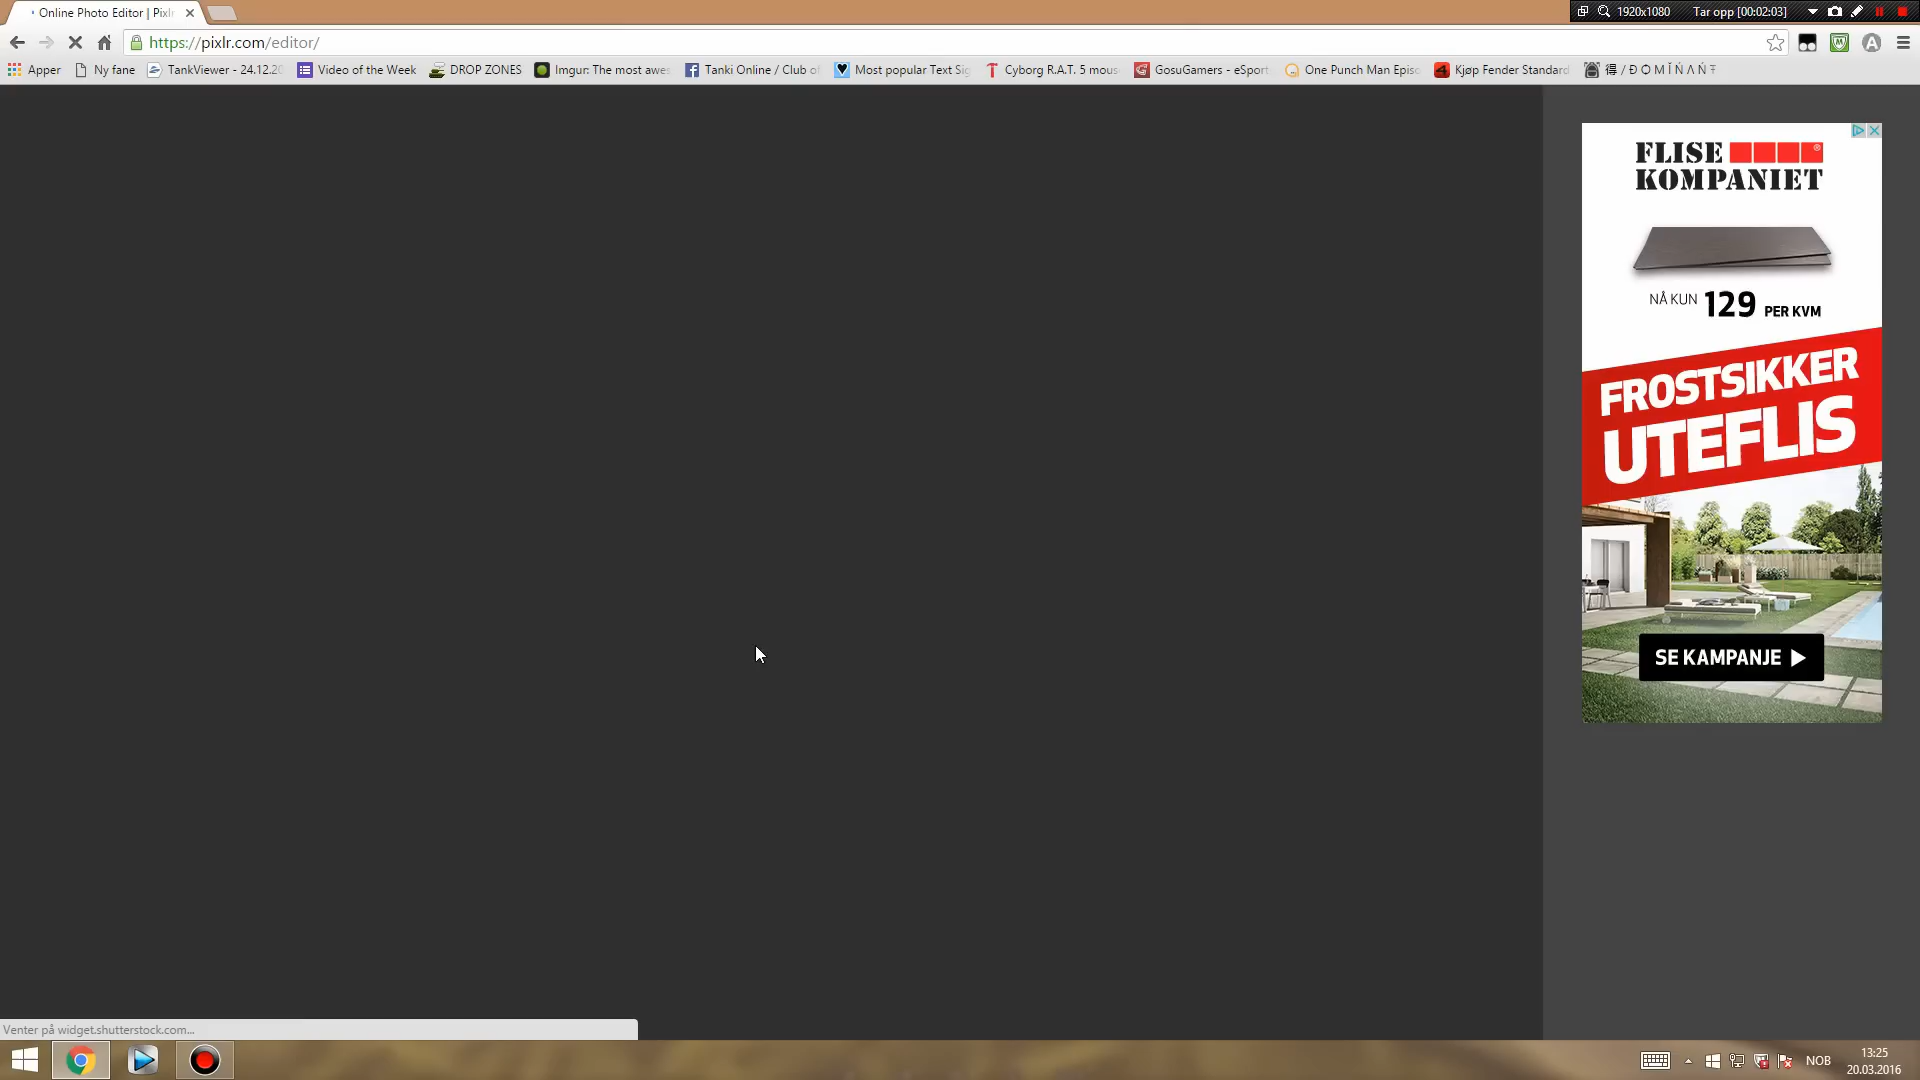 Online Photo Editor | Pixlr
1920x1080 Tar opp [00:02:03]
https://pixlr.com/editor/
Apper
Ny fane
TankViewer - 24.12.20
Video of the Week
DROP ZONES
Imgur: The most awe
Tanki Online / Club o
Most popular Text Sig
Cyborg R.A.T. 5 mous
GosuGamers - eSport
One Punch Man Episo
Kjøp Fender Standard
FLISE
KOMPANIET
NÅ KUN 129 PER KVM
FROSTSIKKER
UTEFLIS
SE KAMPANJE
Venter på widget.shutterstock.com...
NOB
13:25
20.03.2016